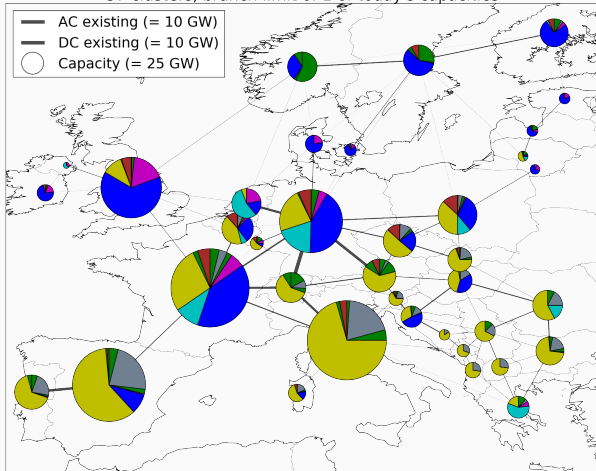 AC existing (= 10 GW)
DC existing (= 10 GW)
Capacity (= 25 GW)